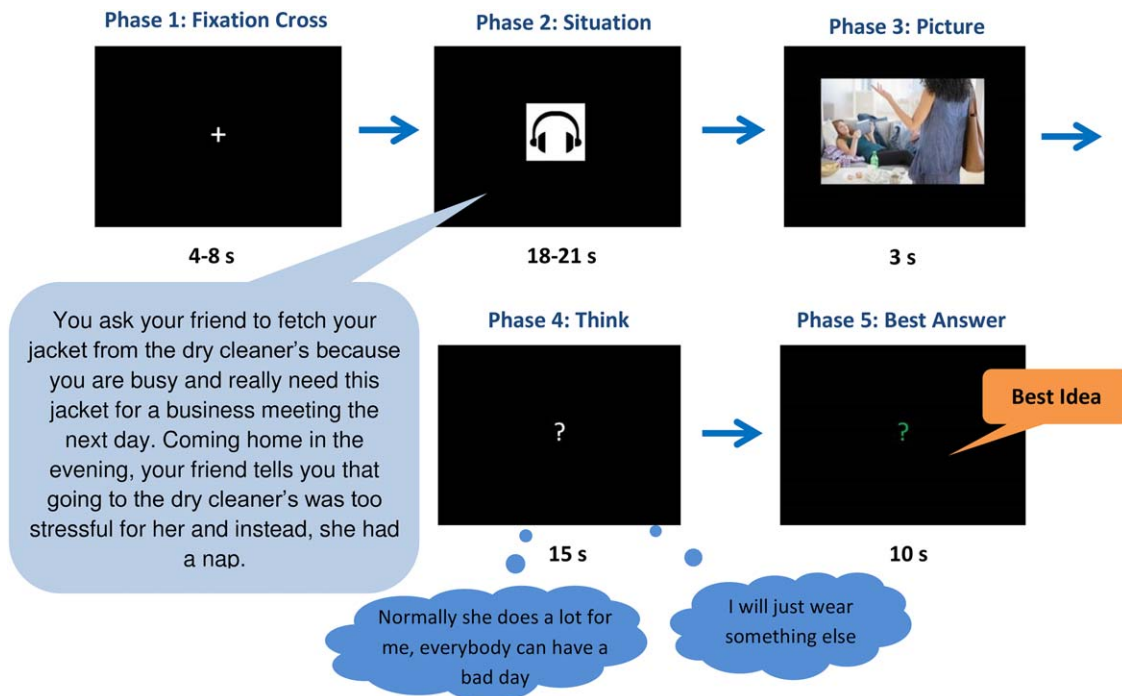 Phase 1: Fixation Cross
Phase 2: Situation
Phase 3: Picture
+
4-8 s
18-21 s
3 s
You ask your friend to fetch your
jacket from the dry cleaner's because
you are busy and really need this
jacket for a business meeting the
next day. Coming home in the
evening, your friend tells you that
going to the dry cleaner's was too
stressful for her and instead, she had
a nap.
Phase 4: Think
Phase 5: Best Answer
?
?
Best Idea
15 s
10 s
Normally she does a lot for
me, everybody can have a
bad day
I will just wear
something else